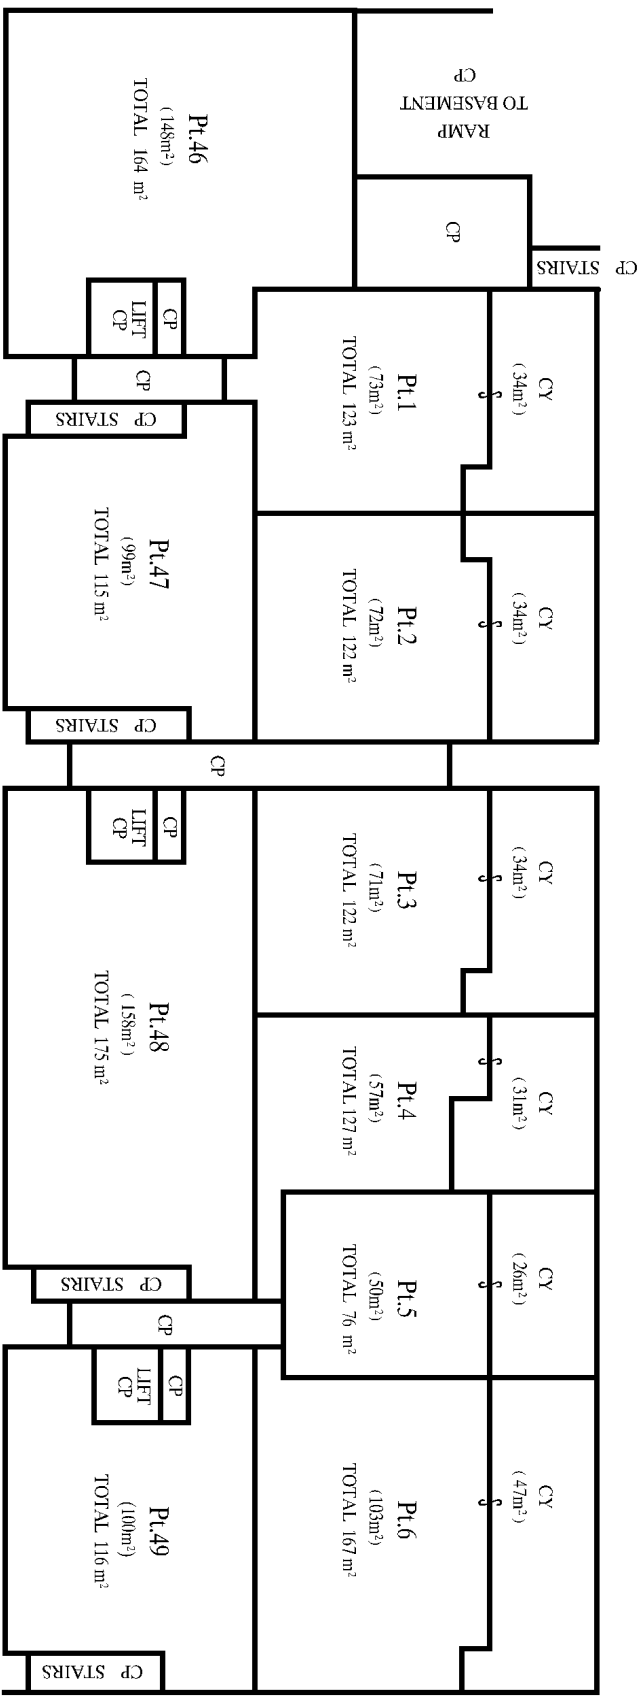 RAMP
TO BASEMENT
CP
CP
CP STAIRS
Pt.46
(148m²)
TOTAL 164 m²
CP
LIFT
CP
CP
CP STAIRS
CY
(34m²)
Pt.1
(73m²)
TOTAL 123 m²
CY
(34m²)
Pt.2
(72m²)
TOTAL 122 m²
Pt.47
(99m²)
TOTAL 115 m²
CP STAIRS
CP
CP
LIFT
CP
CY
(34m²)
Pt.3
(71m²)
TOTAL 122 m²
CY
(31m²)
Pt.4
(57m²)
TOTAL 127 m²
Pt.48
(158m²)
TOTAL 175 m²
CY
(26m²)
Pt.5
(50m²)
TOTAL 76 m²
CP STAIRS
CP
CP
LIFT
CP
CY
(47m²)
Pt.6
(103m²)
TOTAL 167 m²
Pt.49
(100m²)
TOTAL 116 m²
CP STAIRS